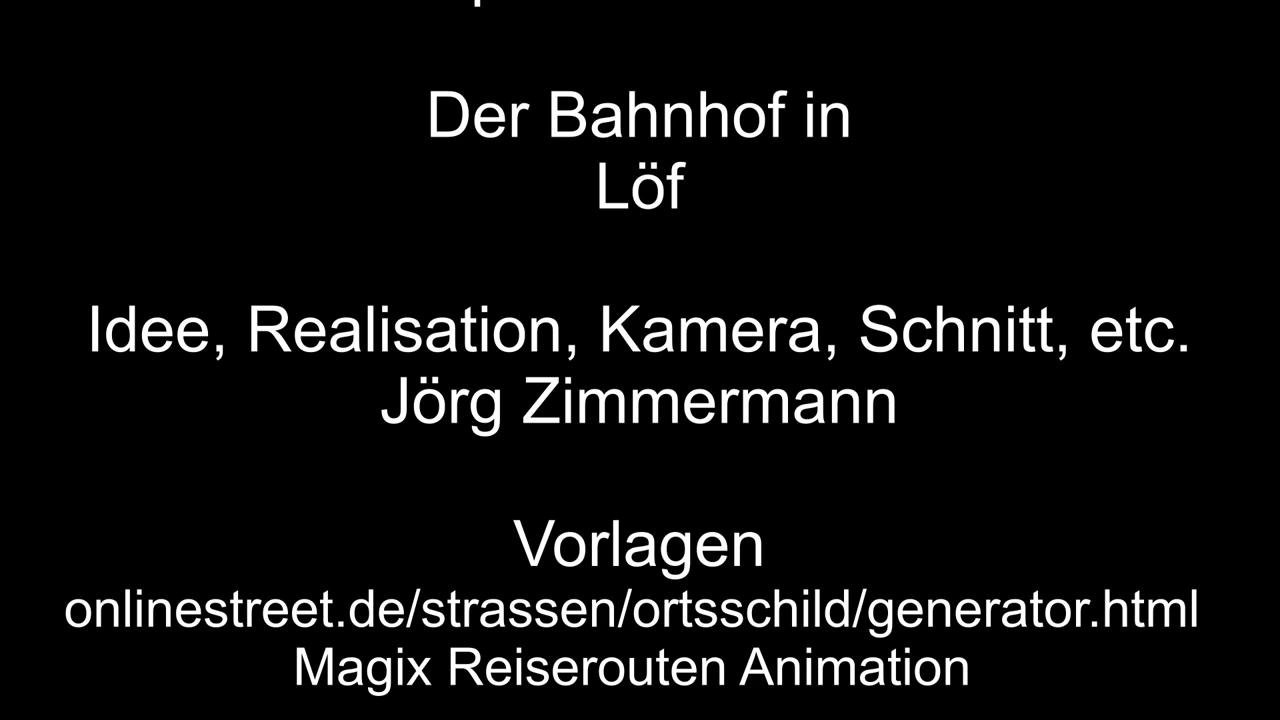 Der Bahnhof in
Löf
Idee, Realisation, Kamera, Schnitt, etc.
Jörg Zimmermann
Vorlagen
onlinestreet.de/strassen/ortsschild/generator.html
Magix Reiserouten Animation